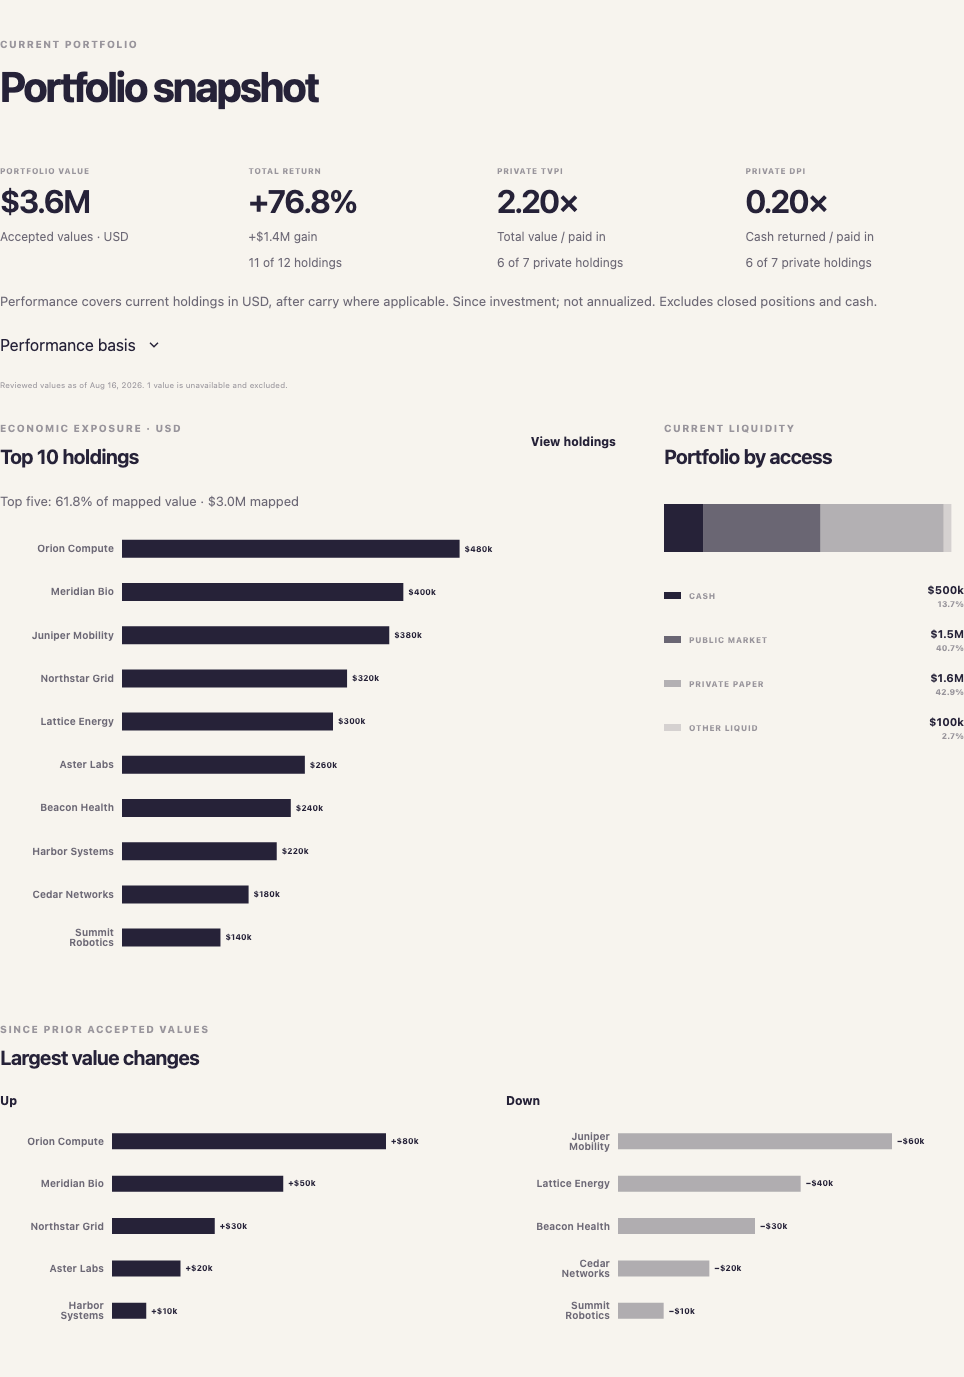 CURRENT PORTFOLIO
Portfolio snapshot
PORTFOLIO VALUE
$3.6M
Accepted values · USD
TOTAL RETURN
+76.8%
+$1.4M gain
11 of 12 holdings
PRIVATE TVPI
2.20×
Total value / paid in
6 of 7 private holdings
PRIVATE DPI
0.20×
Cash returned / paid in
6 of 7 private holdings
Performance covers current holdings in USD, after carry where applicable. Since investment; not annualized. Excludes closed positions and cash.
Performance basis
Reviewed values as of Aug 16, 2026. 1 value is unavailable and excluded.
ECONOMIC EXPOSURE · USD
Top 10 holdings
View holdings
Top five: 61.8% of mapped value · $3.0M mapped
Orion Compute $480k
Meridian Bio $400k
Juniper Mobility $380k
Northstar Grid $320k
Lattice Energy $300k
Aster Labs $260k
Beacon Health $240k
Harbor Systems $220k
Cedar Networks $180k
Summit
Robotics $140k
CURRENT LIQUIDITY
Portfolio by access
CASH $500k
13.7%
PUBLIC MARKET $1.5M
40.7%
PRIVATE PAPER $1.6M
42.9%
OTHER LIQUID $100k
2.7%
SINCE PRIOR ACCEPTED VALUES
Largest value changes
Up
Orion Compute +$80k
Meridian Bio +$50k
Northstar Grid +$30k
Aster Labs +$20k
Harbor
Systems +$10k
Down
Juniper
Mobility −$60k
Lattice Energy −$40k
Beacon Health −$30k
Cedar
Networks −$20k
Summit
Robotics −$10k